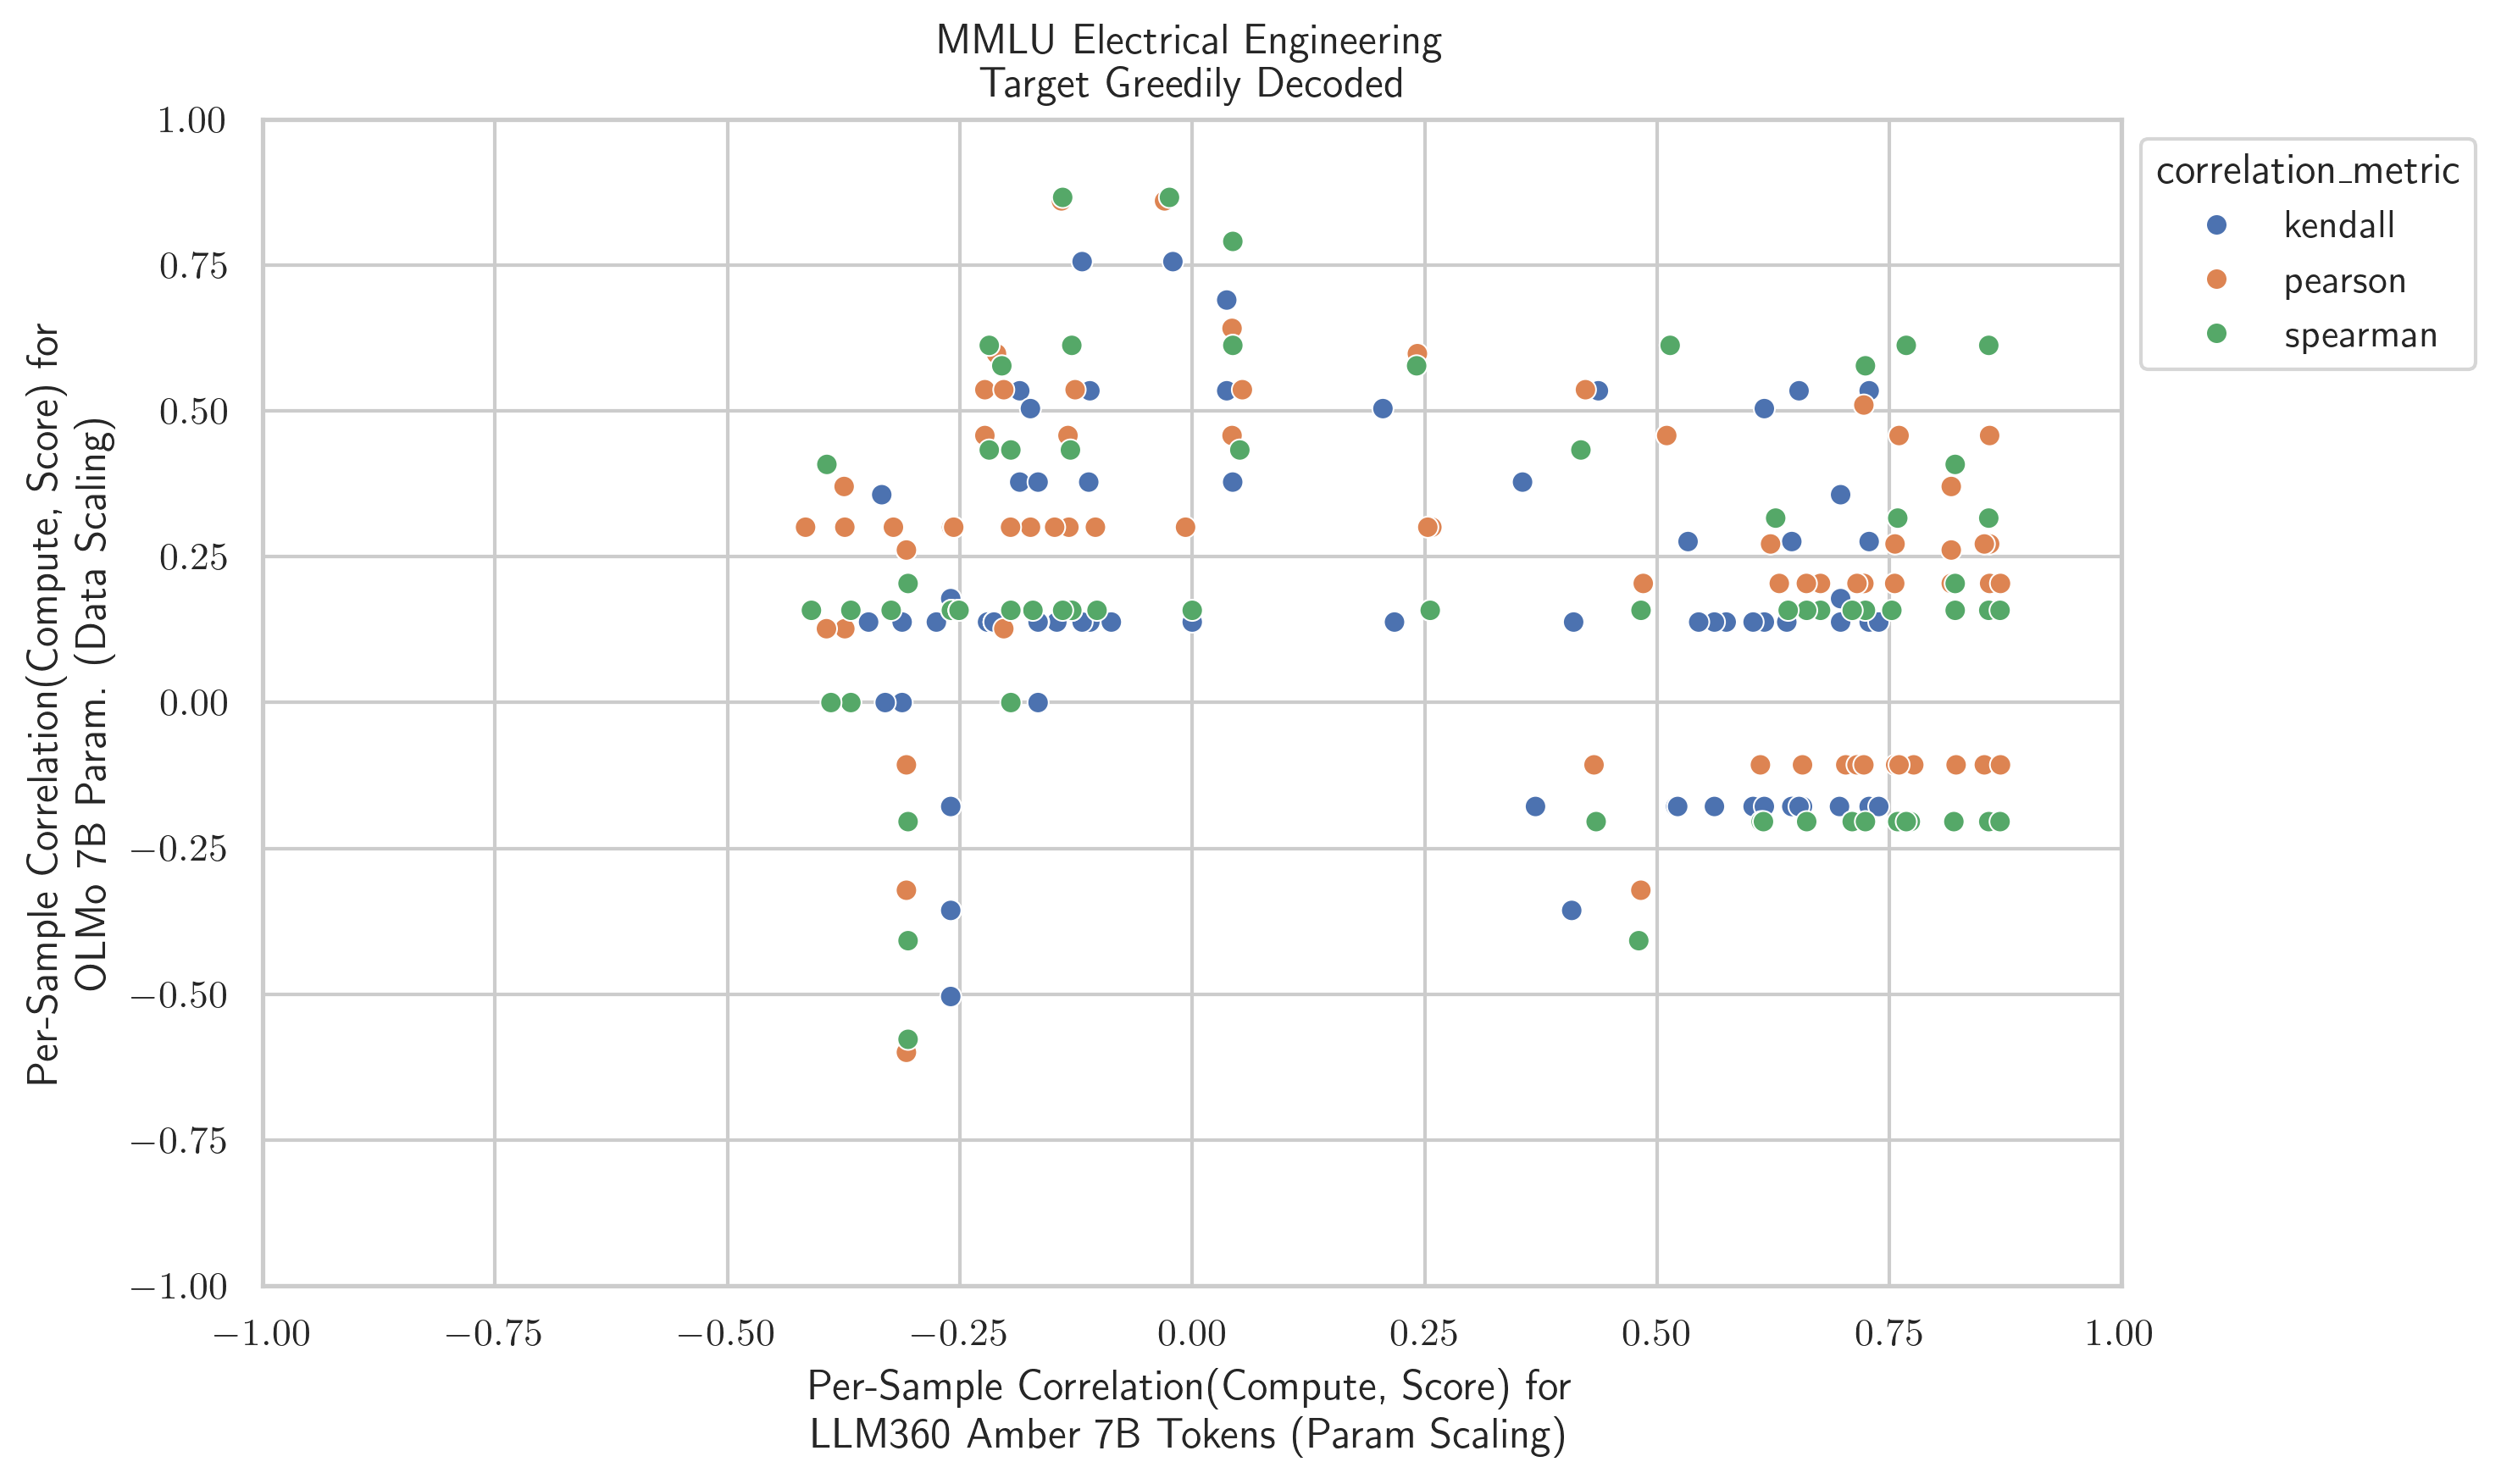 MMLU Electrical Engineering
Target Greedily Decoded
Per-Sample Correlation(Compute, Score) for
OLMo 7B Param. (Data Scaling)
1.00
0.75
0.50
0.25
0.00
−0.25
−0.50
−0.75
−1.00
−1.00
−0.75
−0.50
−0.25
0.00
0.25
0.50
0.75
1.00
Per-Sample Correlation(Compute, Score) for
LLM360 Amber 7B Tokens (Param Scaling)
correlation_metric
kendall
pearson
spearman